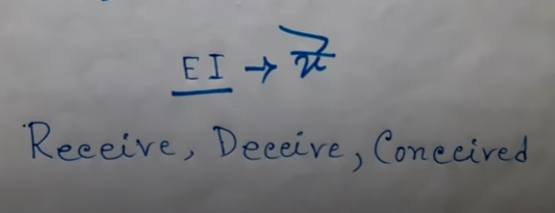 EI →
Receive, Deceive, Conceived